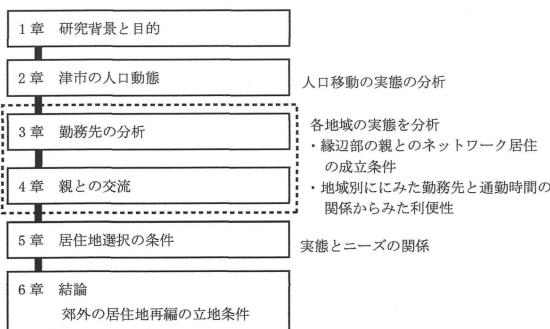 1章 研究背景と目的
2章 津市の人口動態
人口移動の実態の分析
3章 勤務先の分析
4章 親との交流
各地域の実態を分析
・縁辺部の親とのネットワーク居住
の成立条件
・地域別ににみた勤務先と通勤時間の
関係からみた利便性
5章 居住地選択の条件
実態とニーズの関係
6章 結論
郊外の居住地再編の立地条件